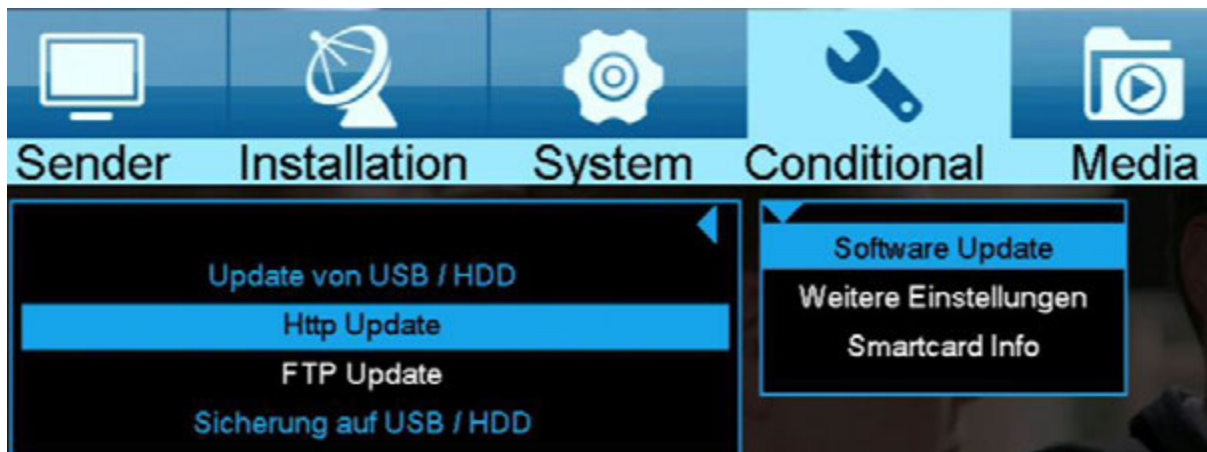 Sender Installation System Conditional Media
Update von USB / HDD
Http Update
FTP Update
Sicherung auf USB / HDD
Software Update
Weitere Einstellungen
Smartcard Info